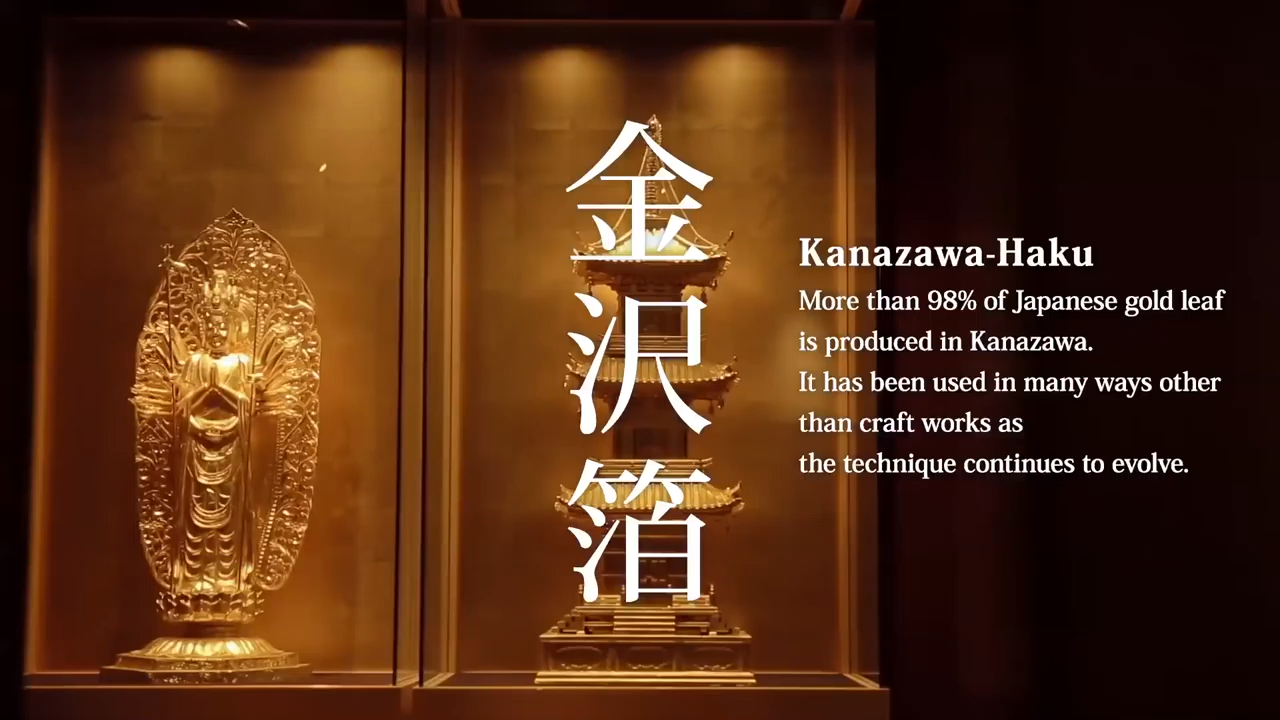 金沢箔
Kanazawa-Haku
More than 98% of Japanese gold leaf
is produced in Kanazawa.
It has been used in many ways other
than craft works as
the technique continues to evolve.